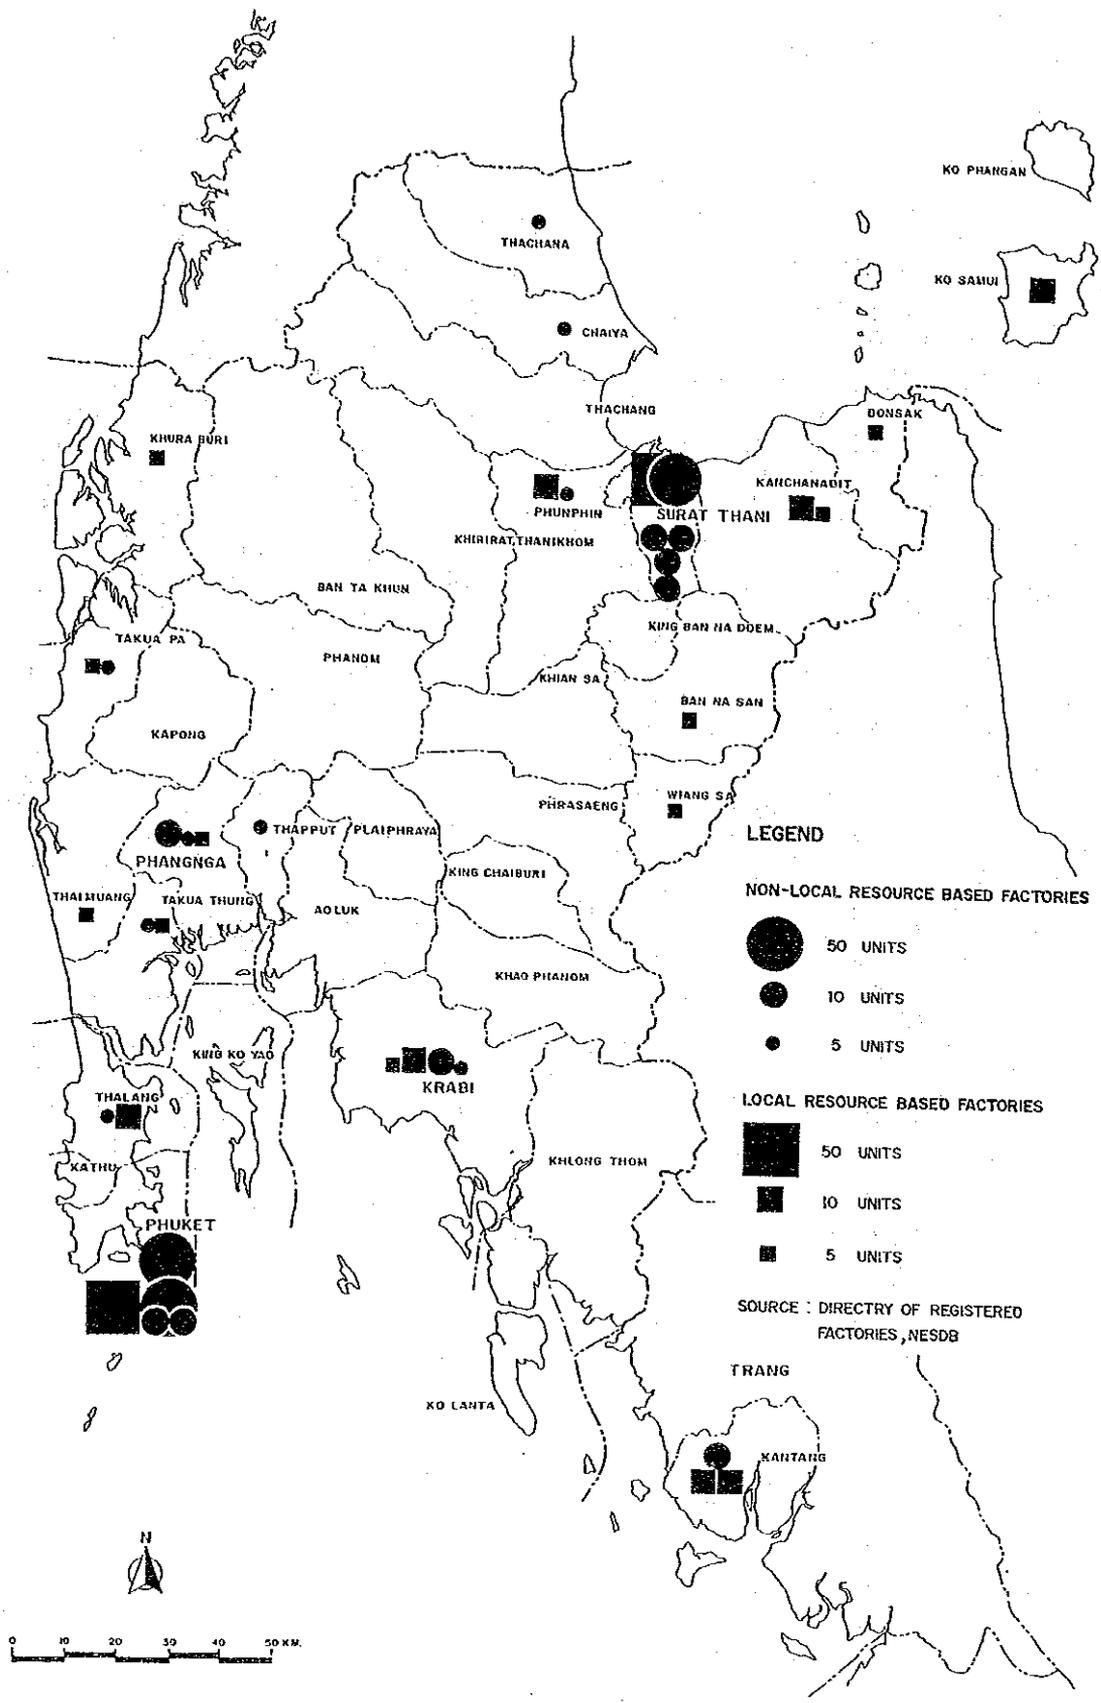 KO PHANGAN
THACHANA
KO SAMUI
CHAIYA
THACHANG
DONSAK
KHURA BURI
KANCHANADIT
PHUNPHIN
SURAT THANI
KHIRIRAT THANIKHOM
BAN TA KHUN
KING BAN NA DOEM
TAKUA PA
PHANOM
KHIAN SA
BAN NA SAN
KAPONG
WIANG SA
PHRASAENG
THAPPUT
PLAIPHRAYA
LEGEND
PHANGNGA
KING CHAIBURI
NON-LOCAL RESOURCE BASED FACTORIES
THAIMUANG
TAKUA THUNG
AOLUK
50 UNITS
KHAO PHANOM
10 UNITS
5 UNITS
KING KO YAO
KRABI
THALANG
LOCAL RESOURCE BASED FACTORIES
50 UNITS
KATHU
KHLONG THOM
10 UNITS
PHUKET
5 UNITS
SOURCE : DIRECTRY OF REGISTERED
FACTORIES, NESDB
TRANG
KO LANTA
KANTANG
N
0 10 20 30 40 50 KM.